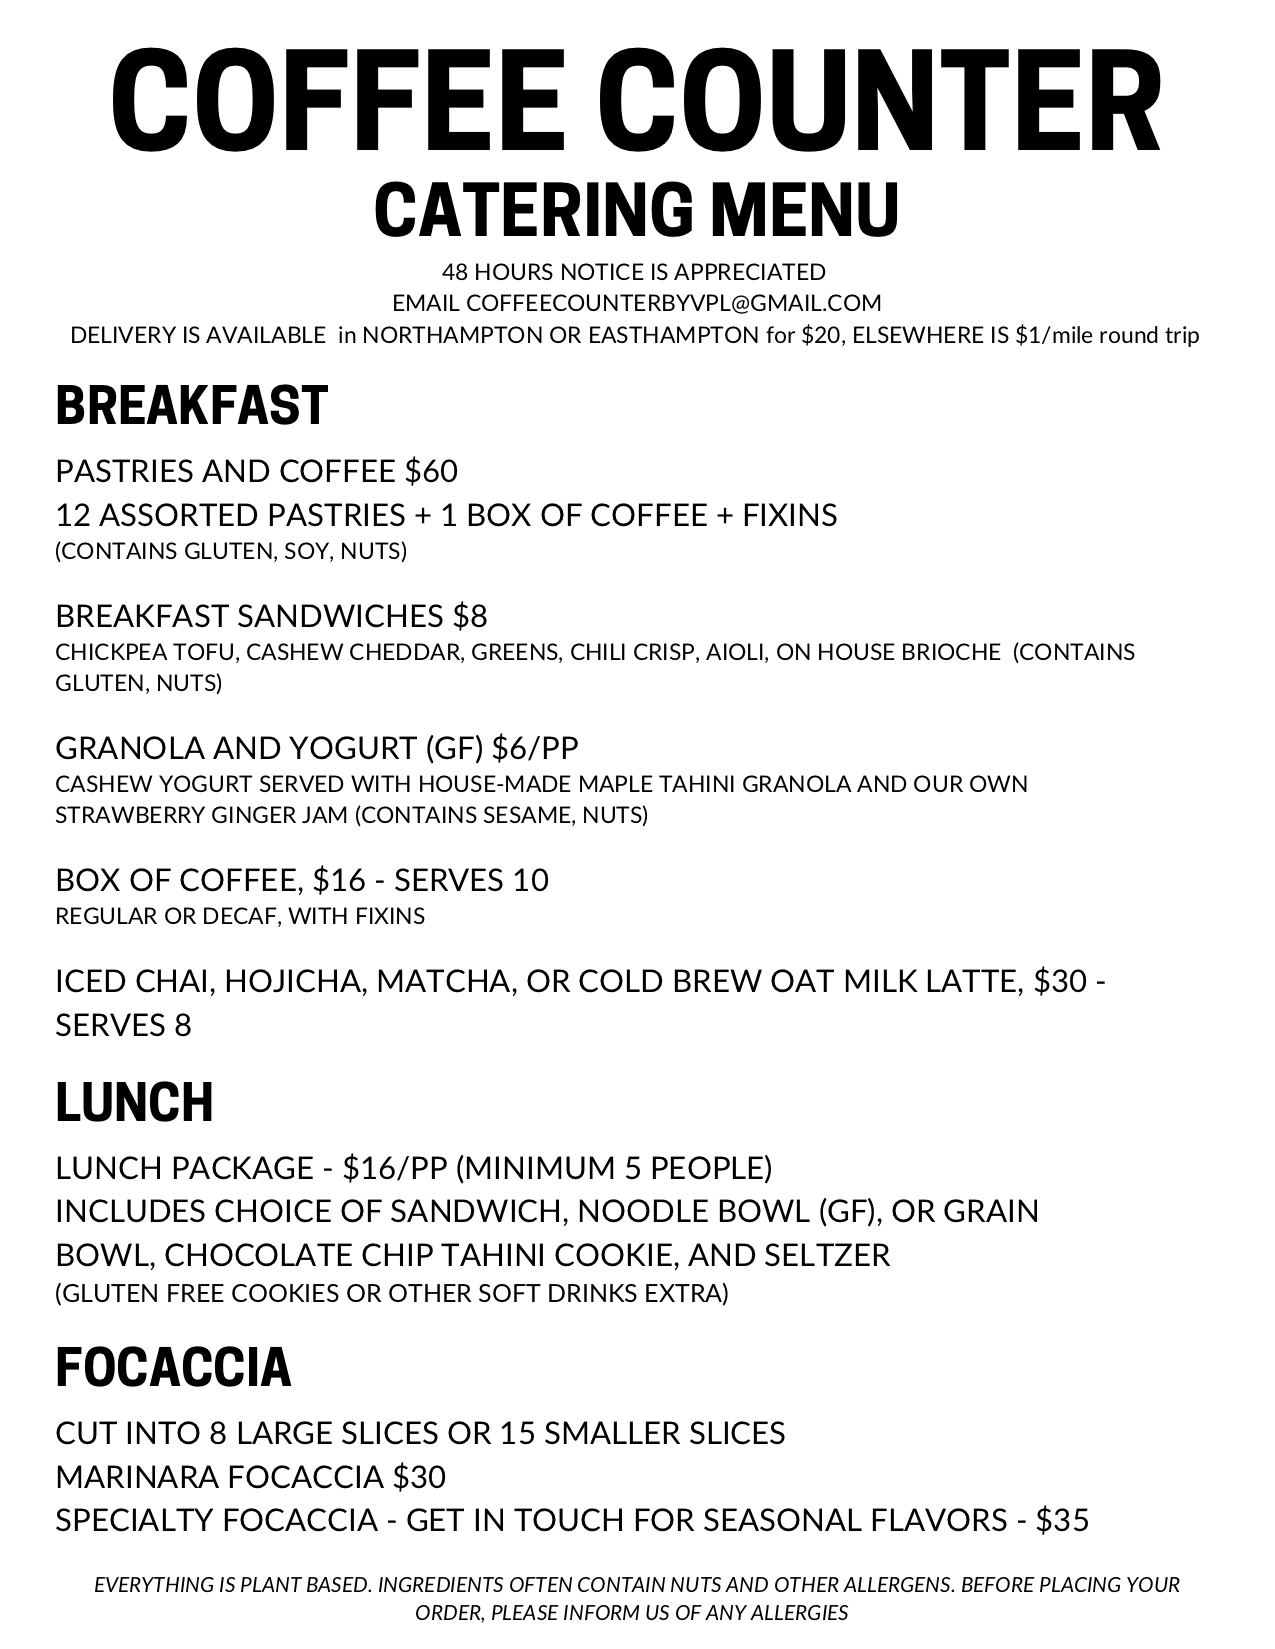 COFFEE COUNTER
CATERING MENU
48 HOURS NOTICE IS APPRECIATED
EMAIL COFFEECOUNTERBYVPL@GMAIL.COM
DELIVERY IS AVAILABLE  in NORTHAMPTON OR EASTHAMPTON for $20, ELSEWHERE IS $1/mile round trip
BREAKFAST
PASTRIES AND COFFEE $60
12 ASSORTED PASTRIES + 1 BOX OF COFFEE + FIXINS
(CONTAINS GLUTEN, SOY, NUTS)
BREAKFAST SANDWICHES $8
CHICKPEA TOFU, CASHEW CHEDDAR, GREENS, CHILI CRISP, AIOLI, ON HOUSE BRIOCHE  (CONTAINS
GLUTEN, NUTS)
GRANOLA AND YOGURT (GF) $6/PP
CASHEW YOGURT SERVED WITH HOUSE-MADE MAPLE TAHINI GRANOLA AND OUR OWN
STRAWBERRY GINGER JAM (CONTAINS SESAME, NUTS)
BOX OF COFFEE, $16 - SERVES 10
REGULAR OR DECAF, WITH FIXINS
ICED CHAI, HOJICHA, MATCHA, OR COLD BREW OAT MILK LATTE, $30 -
SERVES 8
LUNCH
LUNCH PACKAGE - $16/PP (MINIMUM 5 PEOPLE)
INCLUDES CHOICE OF SANDWICH, NOODLE BOWL (GF), OR GRAIN
BOWL, CHOCOLATE CHIP TAHINI COOKIE, AND SELTZER
(GLUTEN FREE COOKIES OR OTHER SOFT DRINKS EXTRA)
FOCACCIA
CUT INTO 8 LARGE SLICES OR 15 SMALLER SLICES
MARINARA FOCACCIA $30
SPECIALTY FOCACCIA - GET IN TOUCH FOR SEASONAL FLAVORS - $35
EVERYTHING IS PLANT BASED. INGREDIENTS OFTEN CONTAIN NUTS AND OTHER ALLERGENS. BEFORE PLACING YOUR
ORDER, PLEASE INFORM US OF ANY ALLERGIES